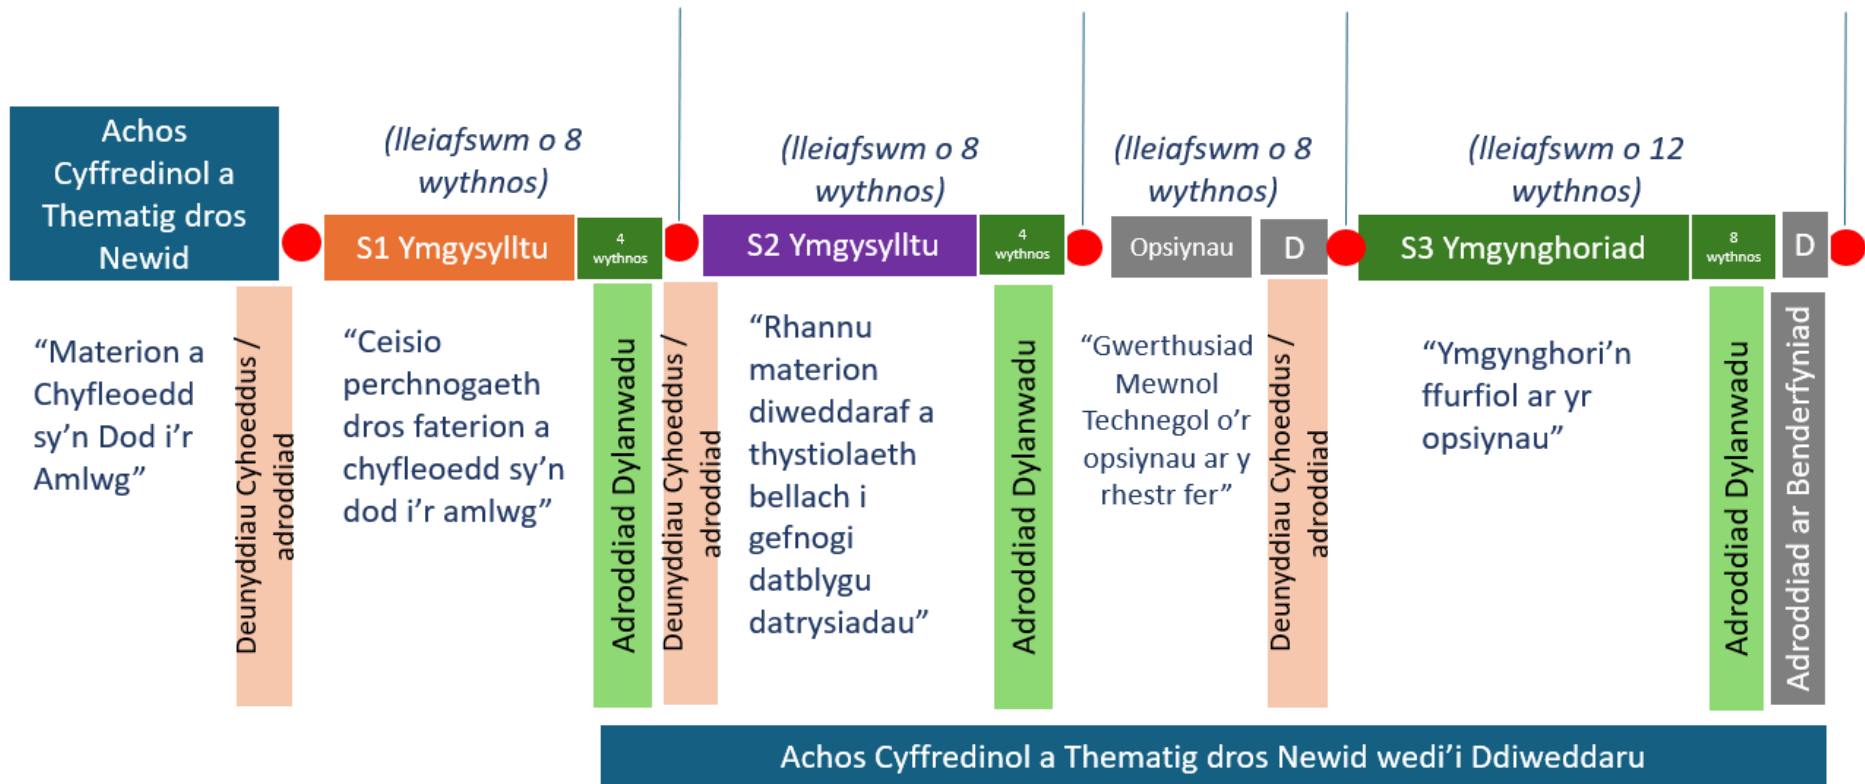 Achos
Cyffredinol a
Thematig dros
Newid
(lleiafswm o 8
wythnos)
(lleiafswm o 8
wythnos)
(lleiafswm o 8
wythnos)
(lleiafswm o 12
wythnos)
S1 Ymgysylltu
4
wythnos
S2 Ymgysylltu
4
wythnos
Opsiynau
D
S3 Ymgynghoriad
8
wythnos
D
“Materion a
Chyfleoedd
sy’n Dod i’r
Amlwg”
Deunyddiau Cyhoeddus /
adroddiad
“Ceisio
perchnogaeth
dros faterion a
chyfleoedd sy’n
dod i’r amlwg”
Adroddiad Dylanwadu
Deunyddiau Cyhoeddus /
adroddiad
“Rhannu
materion
diweddaraf a
thystiolaeth
bellach i
gefnogi
datblygu
datrysiadau”
Adroddiad Dylanwadu
“Gwerthusiad
Mewnol
Technegol o’r
opsiynau ar y
rhestr fer”
Deunyddiau Cyhoeddus /
adroddiad
“Ymgynghori’n
ffurfiol ar yr
opsiynau”
Adroddiad Dylanwadu
Adroddiad ar Benderfyniad
Achos Cyffredinol a Thematig dros Newid wedi’i Ddiweddaru